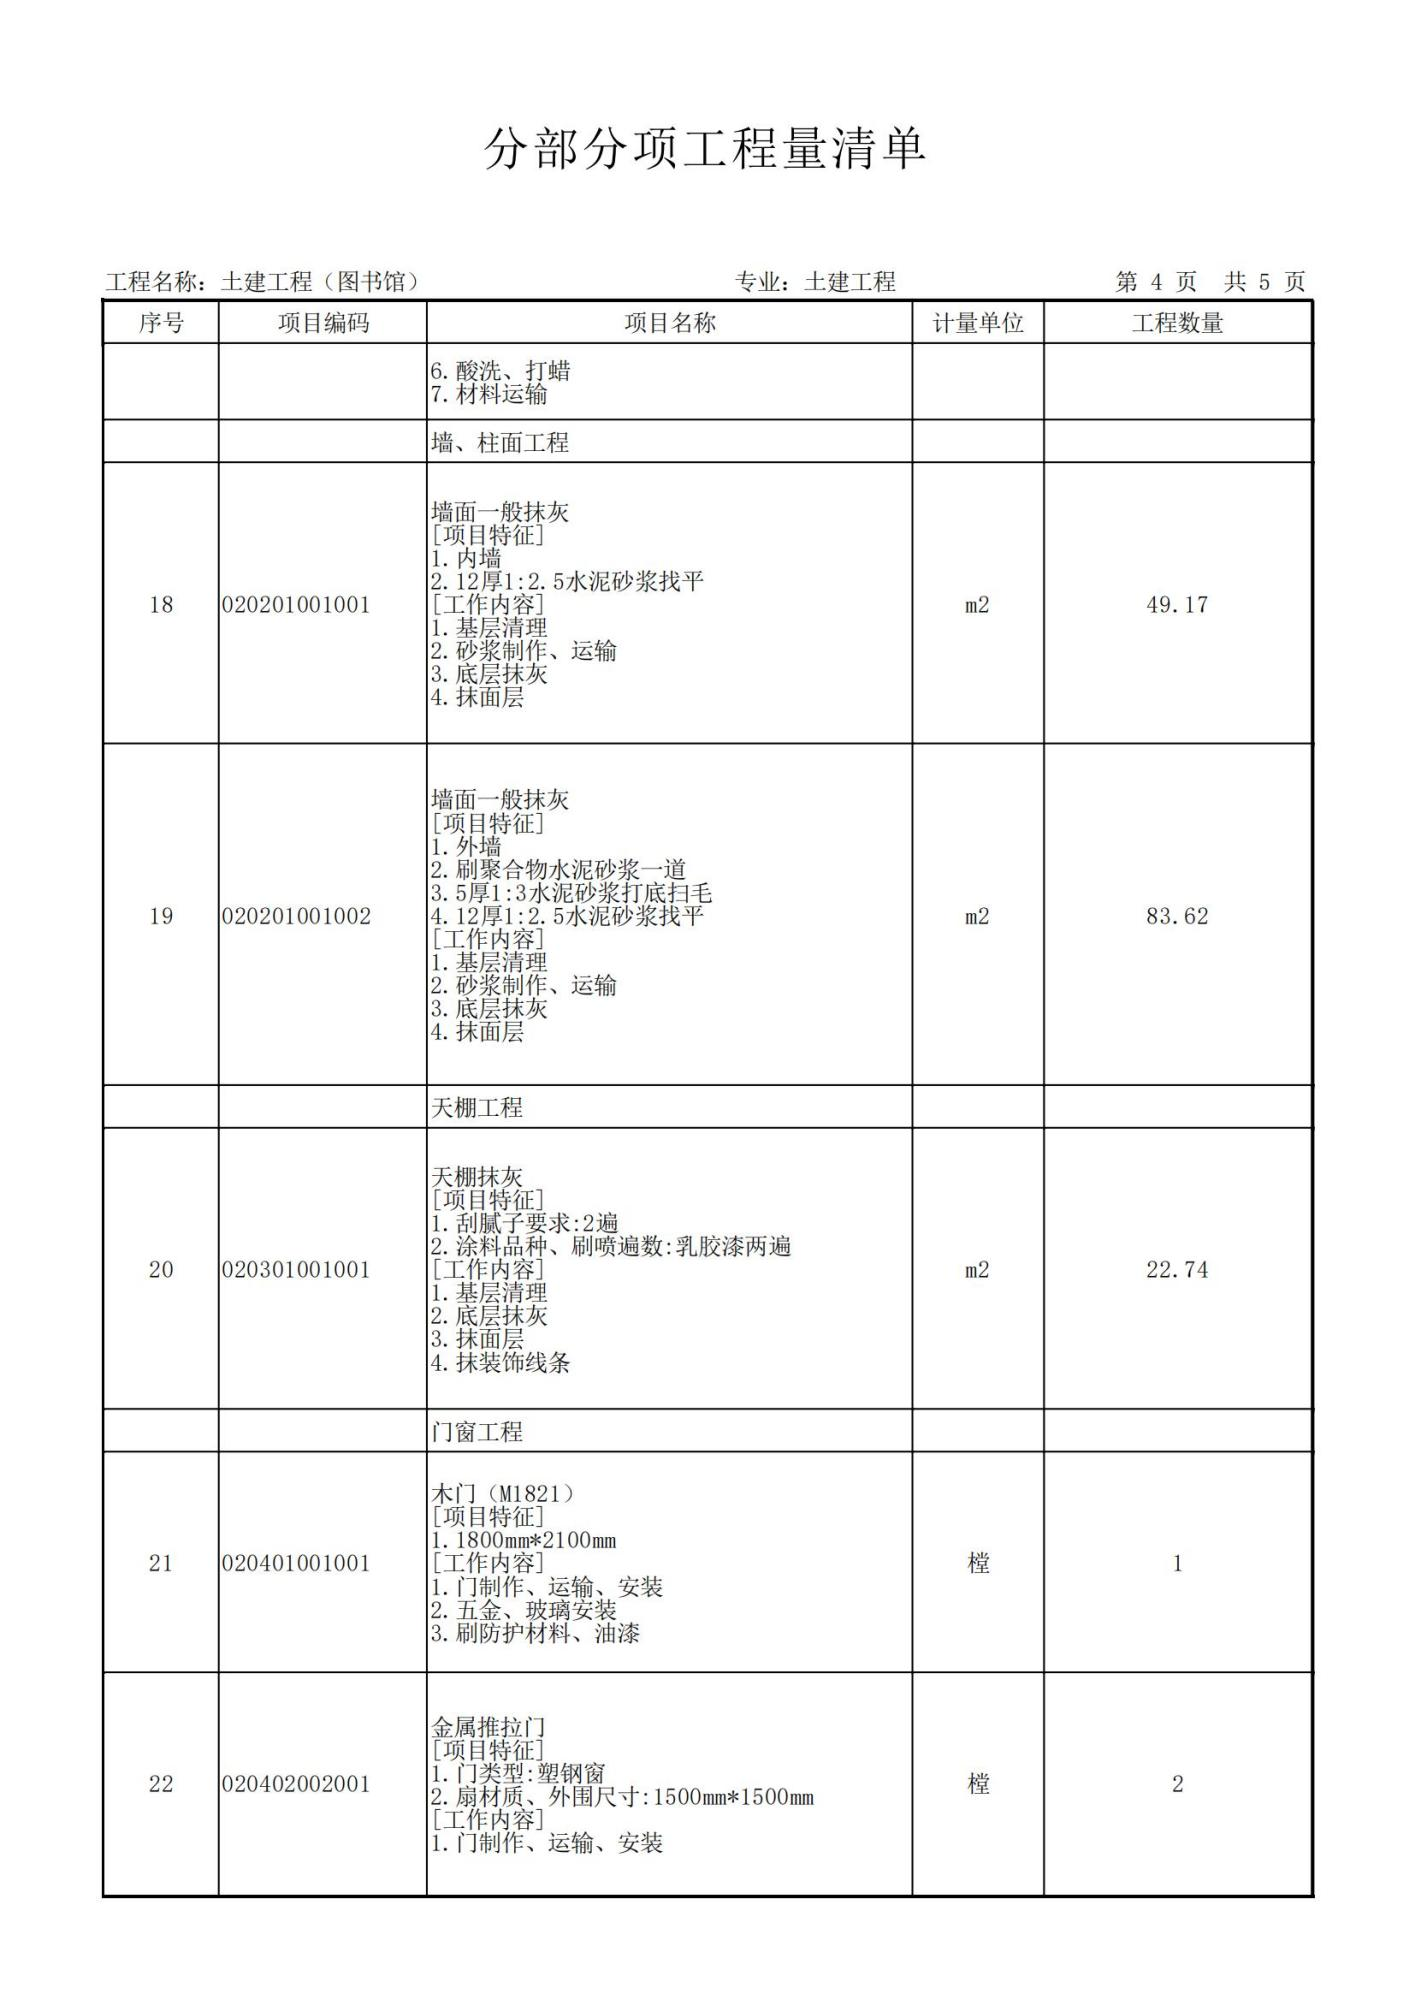 分部分项工程量清单
工程名称：土建工程（图书馆） 专业：土建工程 第 4 页 共 5 页
序号 项目编码 项目名称 计量单位 工程数量
6.酸洗、打蜡
7.材料运输
墙、柱面工程
墙面一般抹灰
[项目特征]
1.内墙
2.12厚1:2.5水泥砂浆找平
18 020201001001 [工作内容] m2 49.17
1.基层清理
2.砂浆制作、运输
3.底层抹灰
4.抹面层
墙面一般抹灰
[项目特征]
1.外墙
2.刷聚合物水泥砂浆一道
3.5厚1:3水泥砂浆打底扫毛
19 020201001002 4.12厚1:2.5水泥砂浆找平 m2 83.62
[工作内容]
1.基层清理
2.砂浆制作、运输
3.底层抹灰
4.抹面层
天棚工程
天棚抹灰
[项目特征]
1.刮腻子要求:2遍
2.涂料品种、刷喷遍数:乳胶漆两遍
20 020301001001 [工作内容] m2 22.74
1.基层清理
2.底层抹灰
3.抹面层
4.抹装饰线条
门窗工程
木门（M1821）
[项目特征]
1.1800mm*2100mm
21 020401001001 [工作内容] 樘 1
1.门制作、运输、安装
2.五金、玻璃安装
3.刷防护材料、油漆
金属推拉门
[项目特征]
1.门类型:塑钢窗
22 020402002001 2.扇材质、外围尺寸:1500mm*1500mm 樘 2
[工作内容]
1.门制作、运输、安装